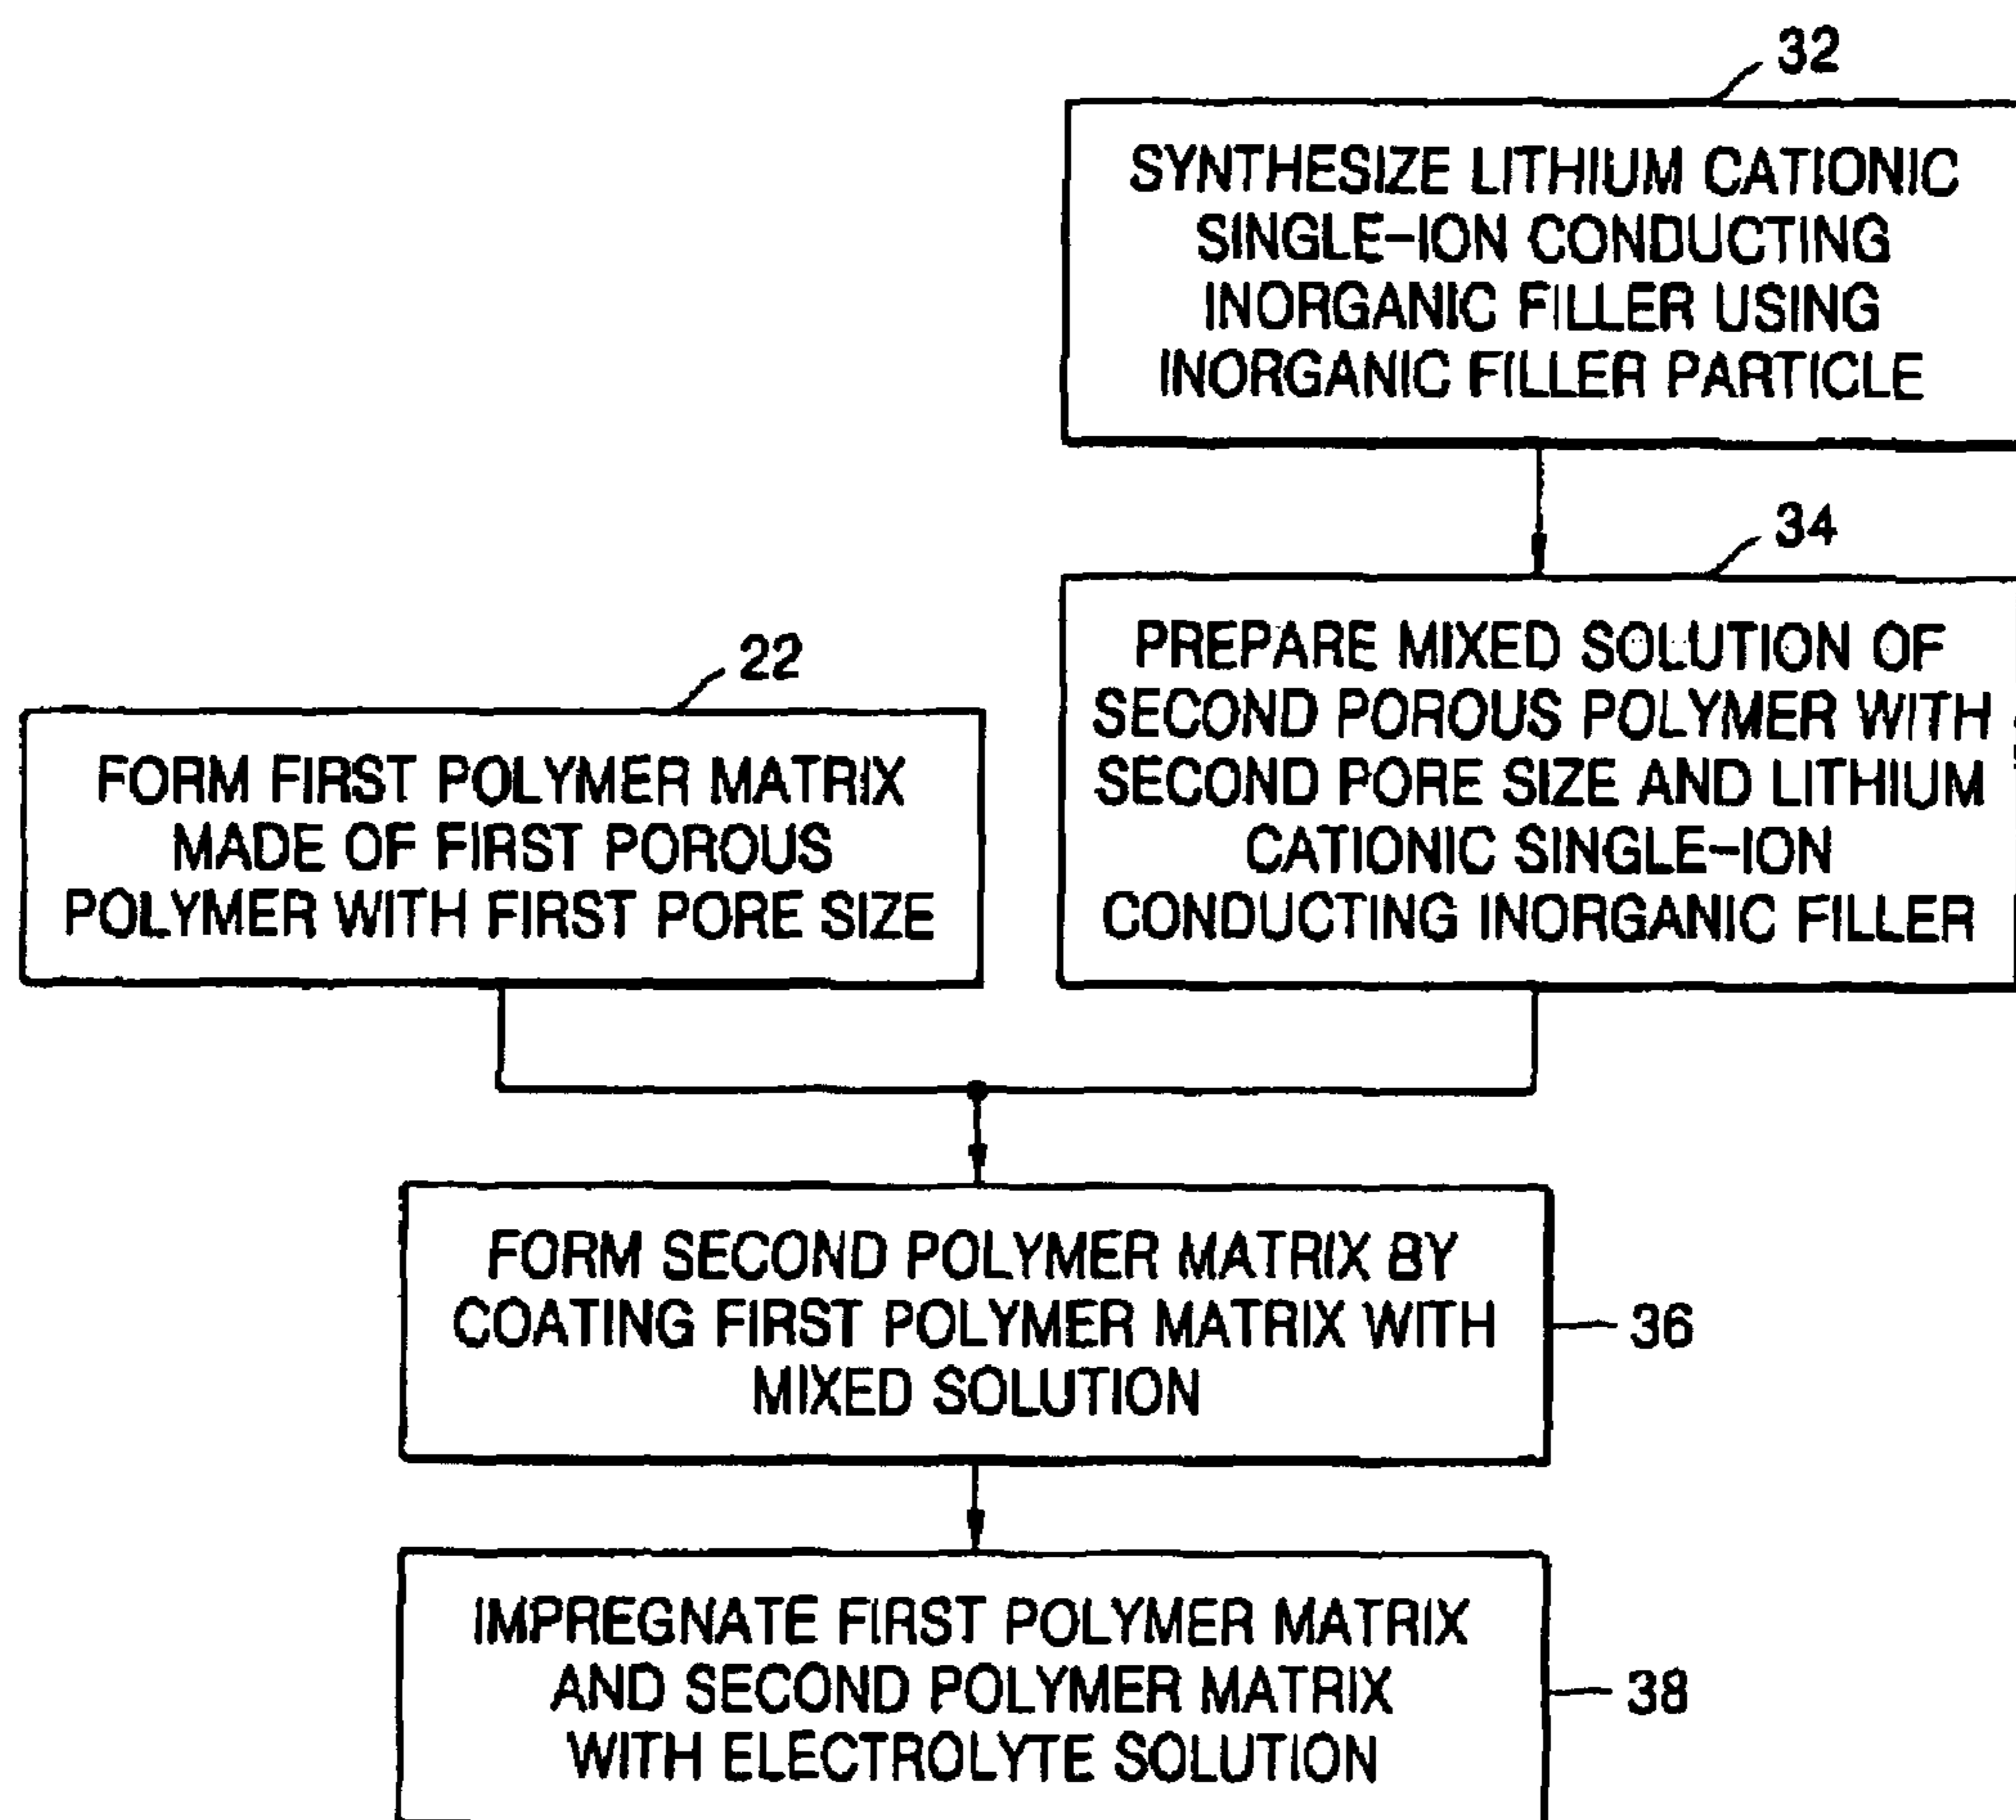 32
SYNTHESIZE LITHIUM CATIONIC
SINGLE-ION CONDUCTING
INORGANIC FILLER USING
INORGANIC FILLER PARTICLE
34
PREPARE MIXED SOLUTION OF
SECOND POROUS POLYMER WITH
SECOND PORE SIZE AND LITHIUM
CATIONIC SINGLE-ION
CONDUCTING INORGANIC FILLER
22
FORM FIRST POLYMER MATRIX
MADE OF FIRST POROUS
POLYMER WITH FIRST PORE SIZE
FORM SECOND POLYMER MATRIX BY
COATING FIRST POLYMER MATRIX WITH
MIXED SOLUTION
36
IMPREGNATE FIRST POLYMER MATRIX
AND SECOND POLYMER MATRIX
WITH ELECTROLYTE SOLUTION
38